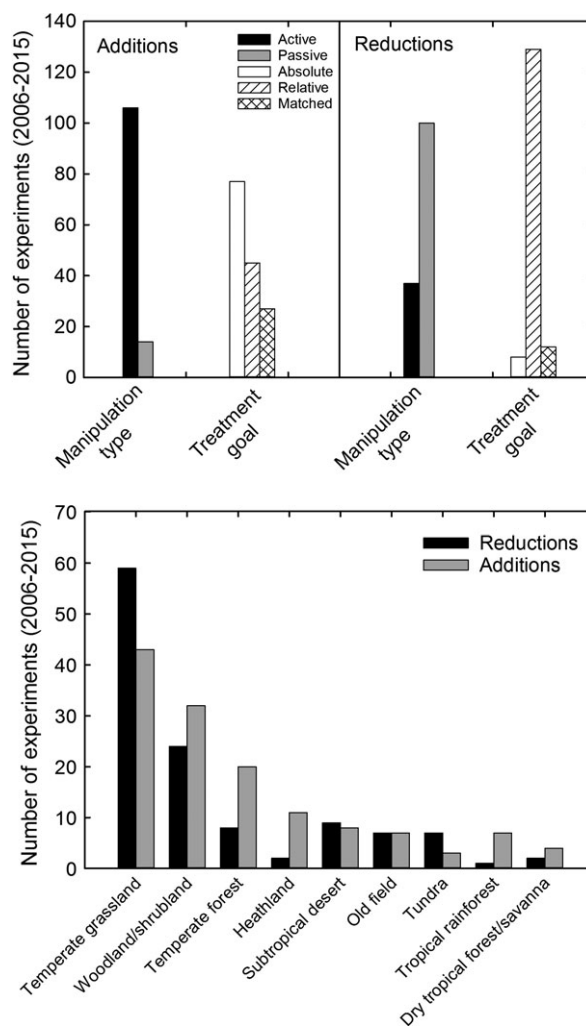 Number of experiments (2006-2015)
140
120
100
80
60
40
20
0
Additions
Active
Passive
Absolute
Relative
Matched
Reductions
Manipulation
type
Treatment
goal
Manipulation
type
Treatment
goal
Number of experiments (2006-2015)
70
60
50
40
30
20
10
0
Reductions
Additions
Temperate grassland
Woodland/shrubland
Temperate forest
Heathland
Subtropical desert
Old field
Tundra
Tropical rainforest
Dry tropical forest/savanna